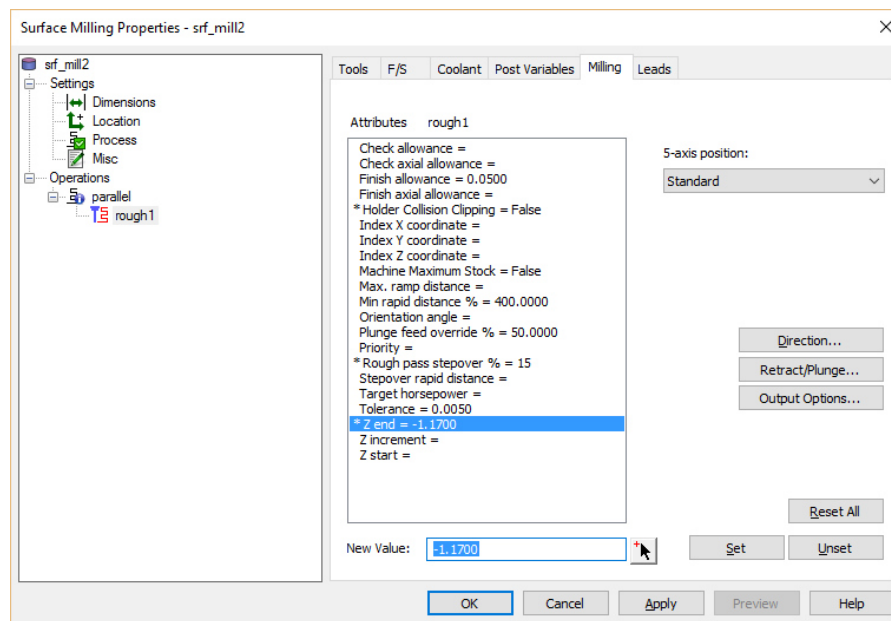 Surface Milling Properties - srf_mill2
srf_mill2
Settings
Dimensions
Location
Process
Misc
Operations
parallel
rough1
Tools F/S Coolant Post Variables Milling Leads
Attributes rough1
Check allowance =
Check axial allowance =
Finish allowance = 0.0500
Finish axial allowance =
* Holder Collision Clipping = False
Index X coordinate =
Index Y coordinate =
Index Z coordinate =
Machine Maximum Stock = False
Max. ramp distance =
Min rapid distance % = 400.0000
Orientation angle =
Plunge feed override % = 50.0000
Priority =
* Rough pass stepover % = 15
Stepover rapid distance =
Target horsepower =
Tolerance = 0.0050
* Z end = -1.1700
Z increment =
Z start =
5-axis position:
Standard
Direction...
Retract/Plunge...
Output Options...
Reset All
New Value: -1.1700 Set Unset
OK Cancel Apply Preview Help